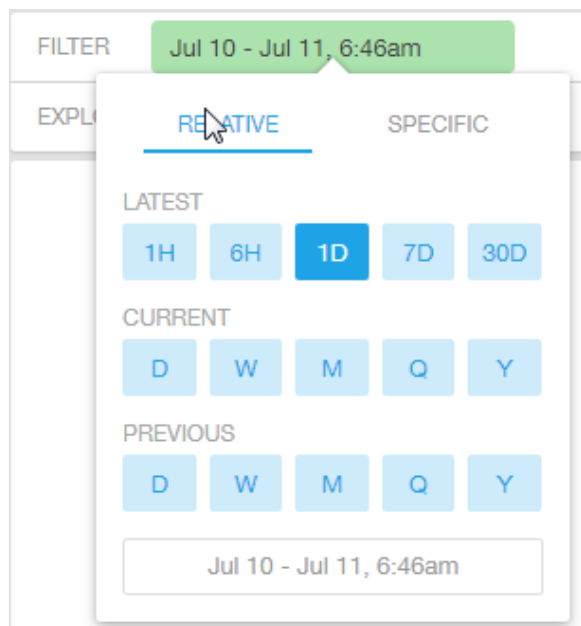 FILTER Jul 10 - Jul 11, 6:46am
EXPL
RELATIVE SPECIFIC
LATEST
1H 6H 1D 7D 30D
CURRENT
D W M Q Y
PREVIOUS
D W M Q Y
Jul 10 - Jul 11, 6:46am